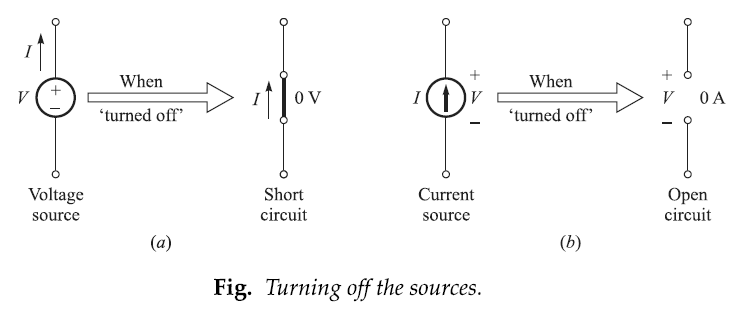 I
V
+
−
When
'turned off'
I
0 V
Voltage
source
Short
circuit
(a)
I
+
V
−
When
'turned off'
+
V
−
0 A
Current
source
Open
circuit
(b)
Fig. Turning off the sources.